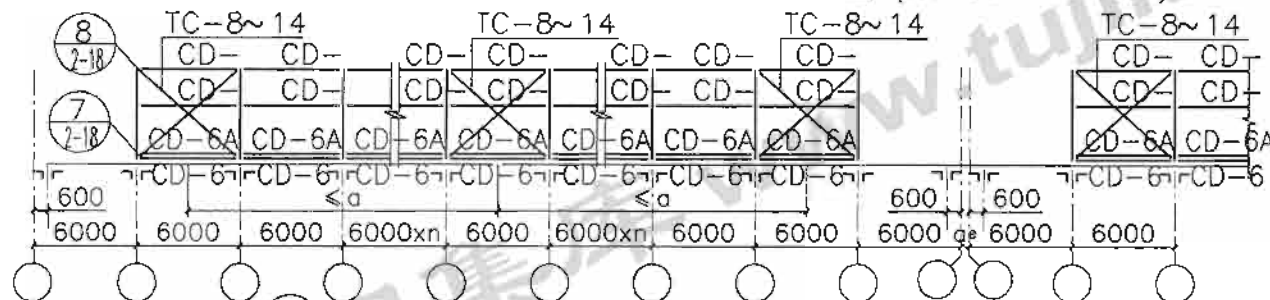 TC-8~14 TC-8~14 TC-8~14 TC-8~14
8
2-18
CD- CD- CD- CD- CD- CD- CD- CD- CD-
CD- CD- CD- CD- CD- CD- CD- CD- CD-
7
2-18
CD-6A CD-6A CD-6A CD-6A CD-6A CD-6A CD-6A CD-6A CD-6A
CD-6 CD-6 CD-6 CD-6 CD-6 CD-6 CD-6 CD-6 CD-6
600 ≤a ≤a 600 600
6000 6000 6000 6000xn 6000 6000xn 6000 6000 6000 ae 6000 6000
www.tuj